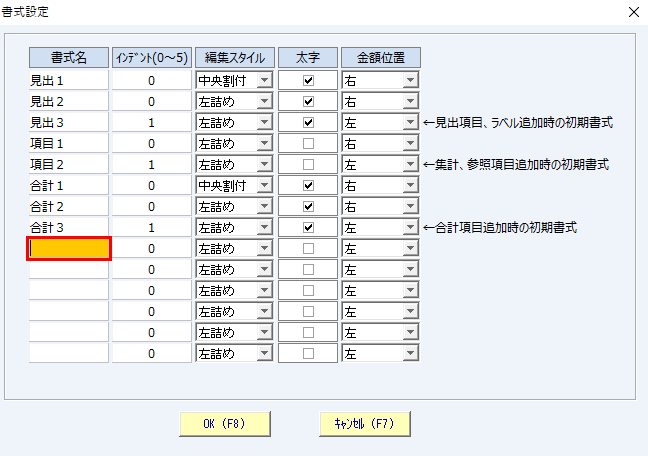 書式設定
書式名 ｲﾝﾃﾞﾝﾄ(0～5) 編集スタイル 太字 金額位置
見出１ 0 中央割付 右
見出２ 0 左詰め 右
見出３ 1 左詰め 左 ←見出項目、ラベル追加時の初期書式
項目１ 0 左詰め 右
項目２ 1 左詰め 左 ←集計、参照項目追加時の初期書式
合計１ 0 中央割付 右
合計２ 0 左詰め 右
合計３ 1 左詰め 左 ←合計項目追加時の初期書式
0 左詰め 左
0 左詰め 左
0 左詰め 左
0 左詰め 左
0 左詰め 左
0 左詰め 左
OK（F8） ｷｬﾝｾﾙ（F7）